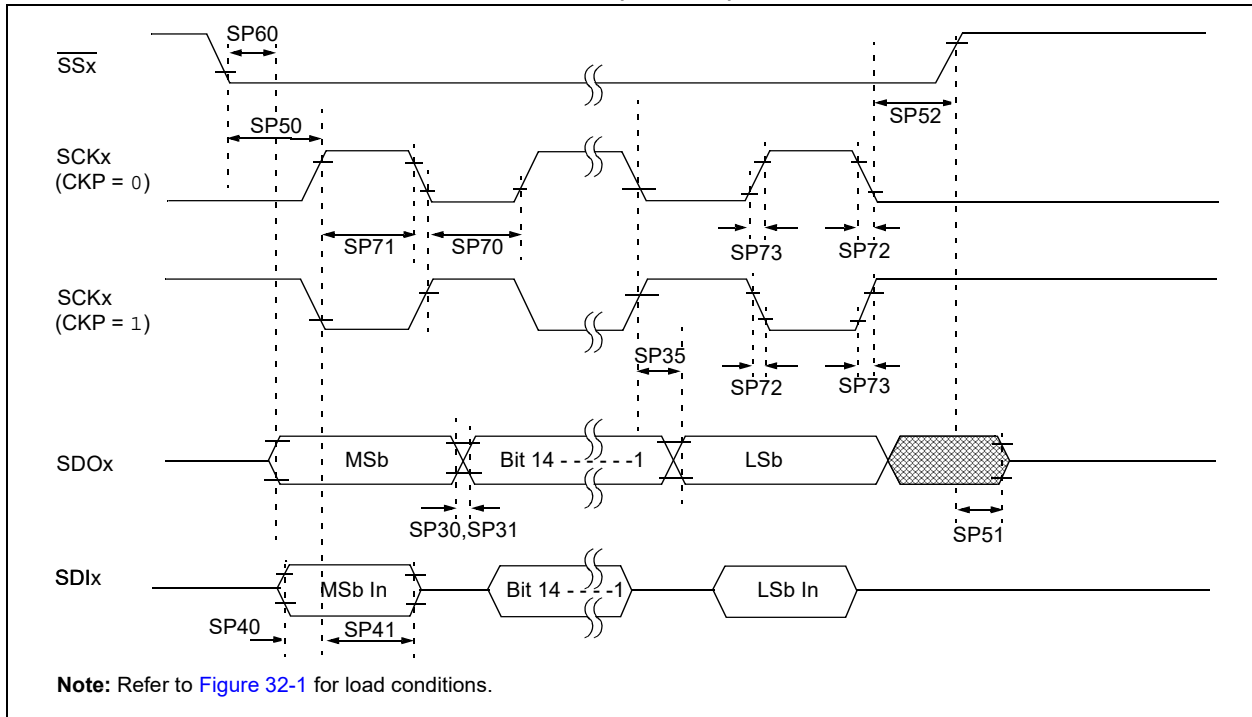 SP60
SSx
SP50
SP52
SCKx
(CKP = 0)
SP71
SP70
SP73
SP72
SCKx
(CKP = 1)
SP35
SP72
SP73
SDOx
MSb
Bit 14 - - - - - -1
LSb
SP30,SP31
SP51
SDIx
MSb In
Bit 14 - - - -1
LSb In
SP40
SP41
Note: Refer to Figure 32-1 for load conditions.